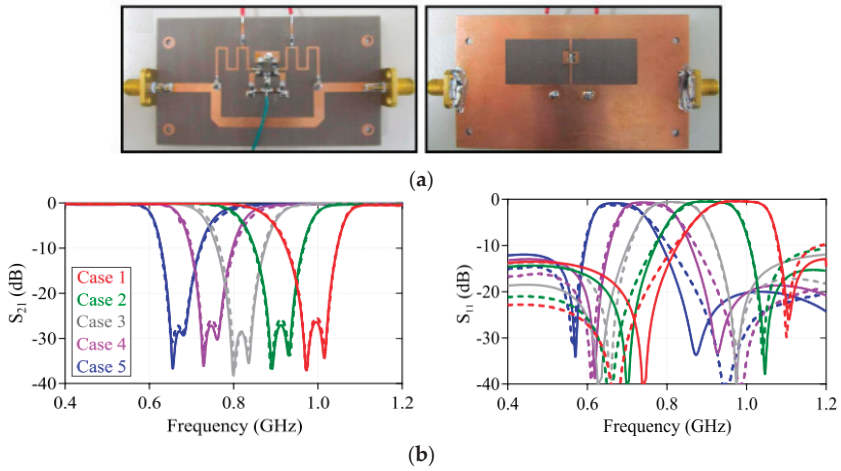 (a)
S21 (dB)
0
-10
-20
-30
-40
Case 1
Case 2
Case 3
Case 4
Case 5
0.4
0.6
0.8
1.0
1.2
Frequency (GHz)
S11 (dB)
0
-10
-20
-30
-40
0.4
0.6
0.8
1.0
1.2
Frequency (GHz)
(b)